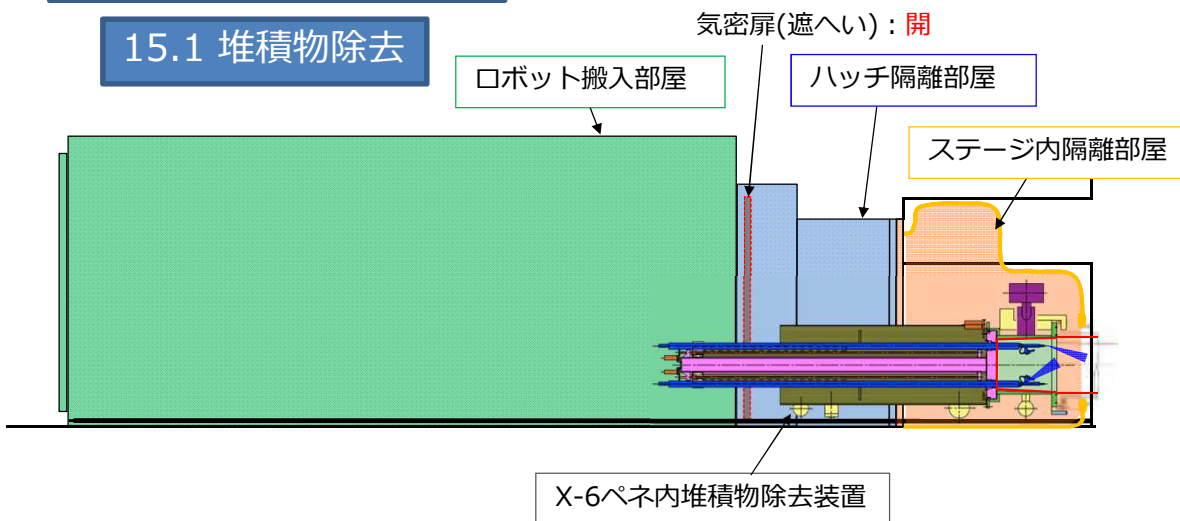 15.1 堆積物除去
気密扉(遮へい)：開
ロボット搬入部屋
ハッチ隔離部屋
ステージ内隔離部屋
X-6ペネ内堆積物除去装置